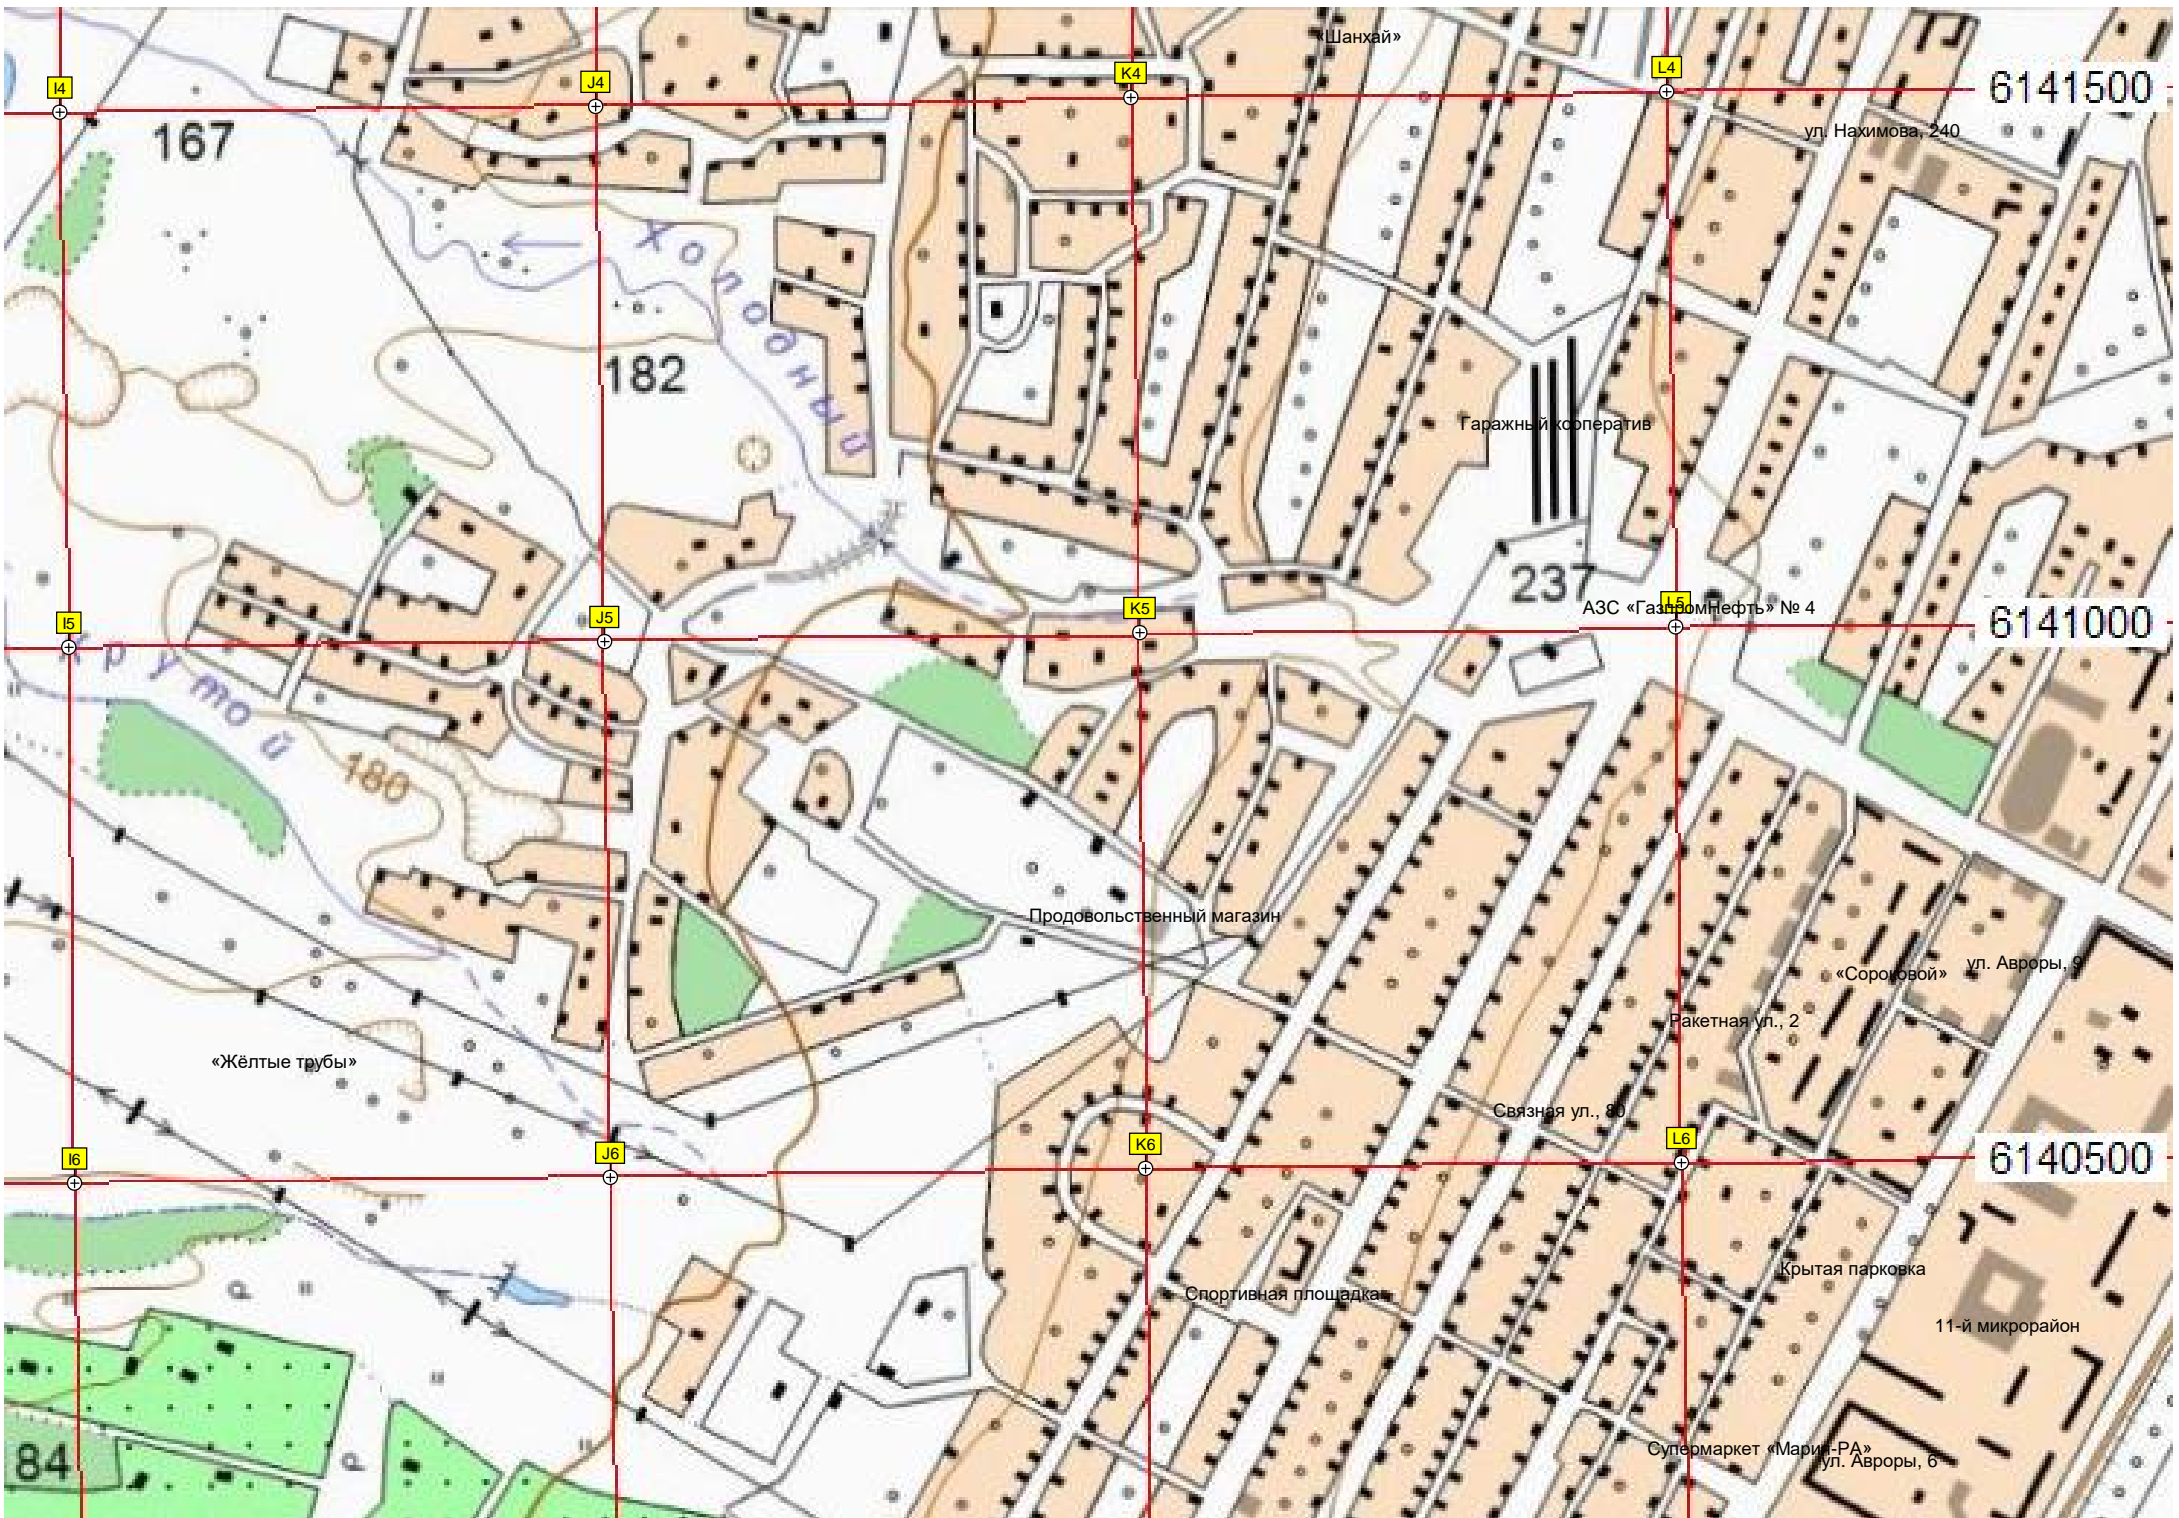 «Шанхай»
I4
J4
K4
L4
6141500
167
ул. Нахимова, 240
Холодный
182
Гаражный кооператив
237
I5
J5
K5
L5
АЗС «ГазпромНефть» № 4
6141000
Крутой
180
Продовольственный магазин
«Сороковой»
ул. Авроры, 9
Ракетная ул., 2
«Жёлтые трубы»
Связная ул., 80
I6
J6
K6
L6
6140500
Крытая парковка
Спортивная площадка
11-й микрорайон
84
Супермаркет «Мария-РА»
ул. Авроры, 6